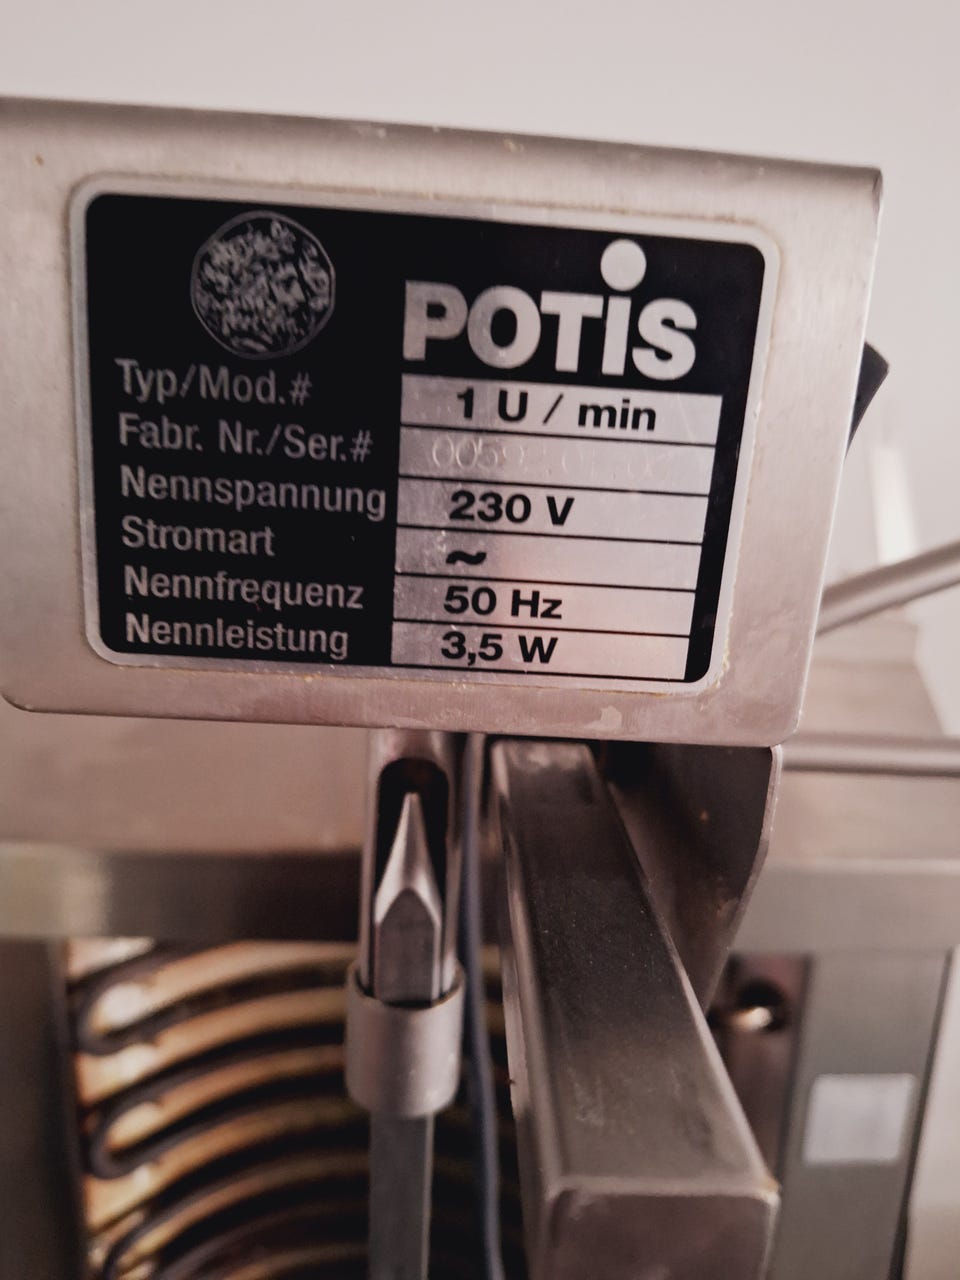 POTIS
Typ/Mod.# 1 U / min
Fabr. Nr./Ser.#
Nennspannung 230 V
Stromart ~
Nennfrequenz 50 Hz
Nennleistung 3,5 W